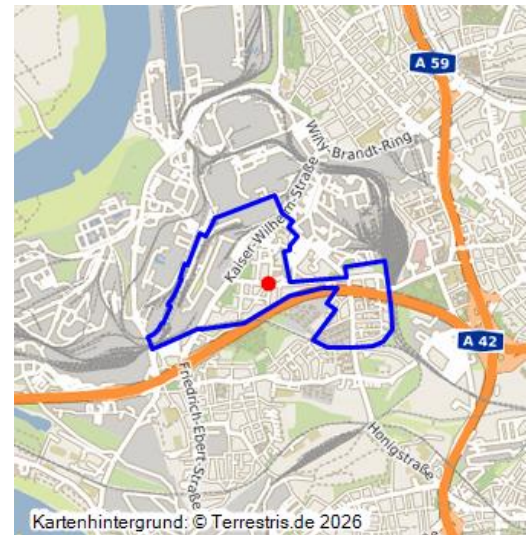 A 59
Willy-Brandt-Ring
Kaiser-Wilhelm-Straße
A 42
Friedrich-Ebert-Straße
Honigstraße
Kartenhintergrund: © Terrestris.de 2026